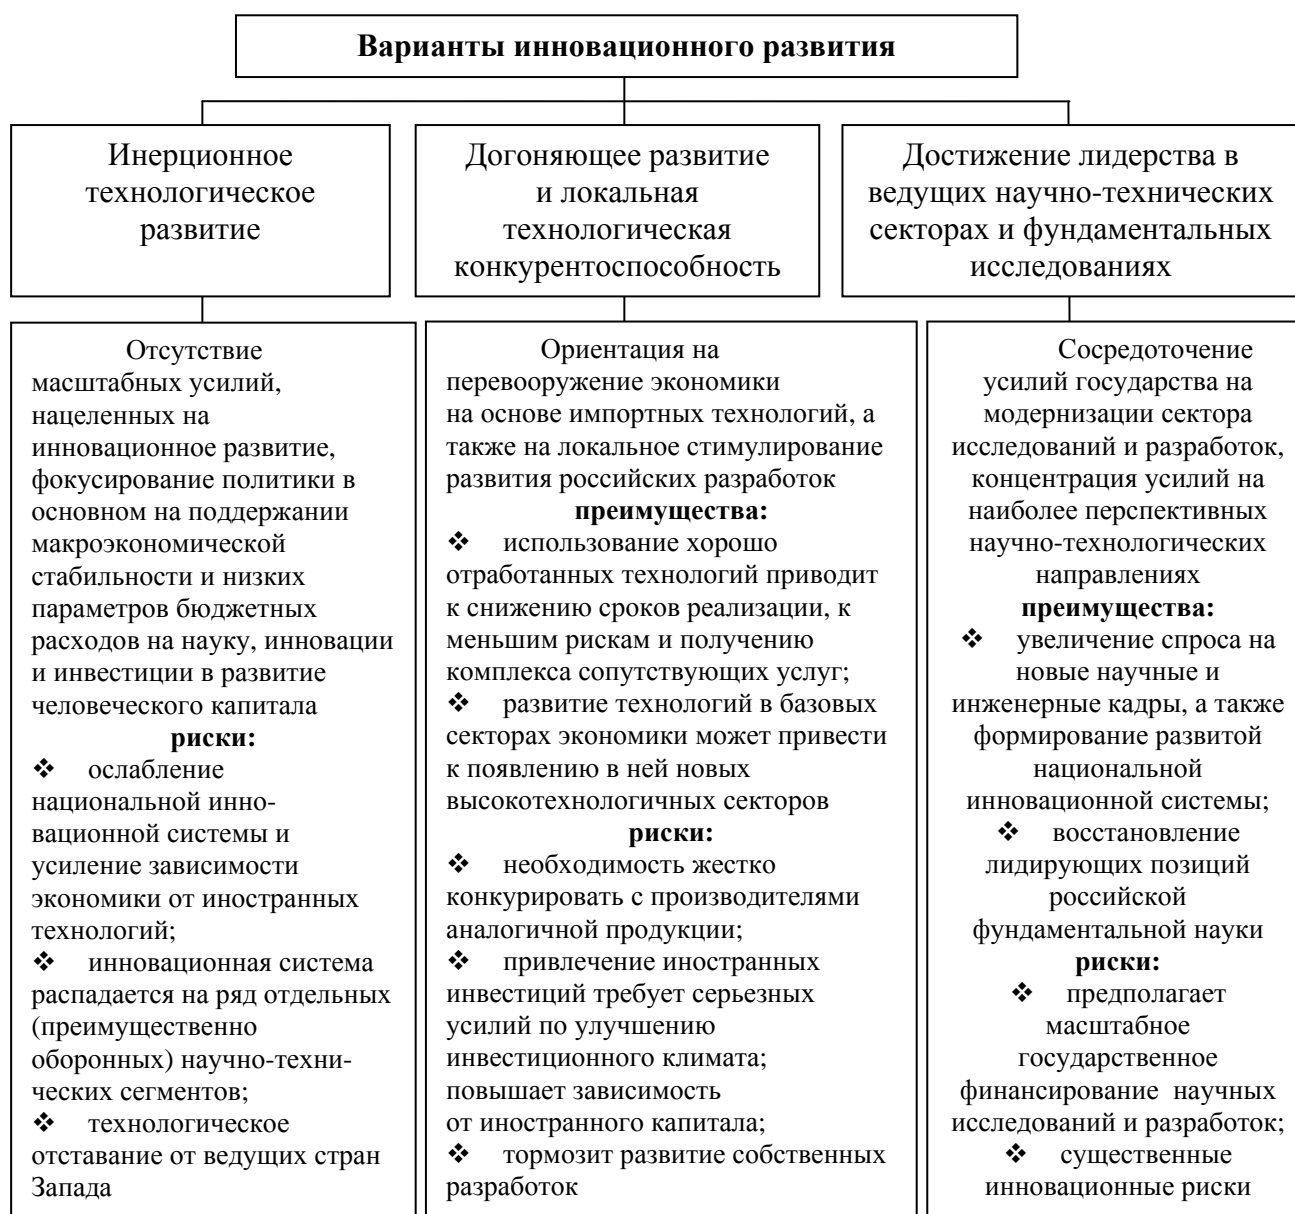 Варианты инновационного развития
Инерционное
технологическое
развитие
Догоняющее развитие
и локальная
технологическая
конкурентоспособность
Достижение лидерства в
ведущих научно-технических
секторах и фундаментальных
исследованиях
Отсутствие
масштабных усилий,
нацеленных на
инновационное развитие,
фокусирование политики в
основном на поддержании
макроэкономической
стабильности и низких
параметров бюджетных
расходов на науку, инновации
и инвестиции в развитие
человеческого капитала
риски:
❖ ослабление
национальной инно-
вационной системы и
усиление зависимости
экономики от иностранных
технологий;
❖ инновационная система
распадается на ряд отдельных
(преимущественно
оборонных) научно-техни-
ческих сегментов;
❖ технологическое
отставание от ведущих стран
Запада
Ориентация на
перевооружение экономики
на основе импортных технологий, а
также на локальное стимулирование
развития российских разработок
преимущества:
❖ использование хорошо
отработанных технологий приводит
к снижению сроков реализации, к
меньшим рискам и получению
комплекса сопутствующих услуг;
❖ развитие технологий в базовых
секторах экономики может привести
к появлению в ней новых
высокотехнологичных секторов
риски:
❖ необходимость жестко
конкурировать с производителями
аналогичной продукции;
❖ привлечение иностранных
инвестиций требует серьезных
усилий по улучшению
инвестиционного климата;
повышает зависимость
от иностранного капитала;
❖ тормозит развитие собственных
разработок
Сосредоточение
усилий государства на
модернизации сектора
исследований и разработок,
концентрация усилий на
наиболее перспективных
научно-технологических
направлениях
преимущества:
❖ увеличение спроса на
новые научные и
инженерные кадры, а также
формирование развитой
национальной
инновационной системы;
❖ восстановление
лидирующих позиций
российской
фундаментальной науки
риски:
❖ предполагает
масштабное
государственное
финансирование научных
исследований и разработок;
❖ существенные
инновационные риски